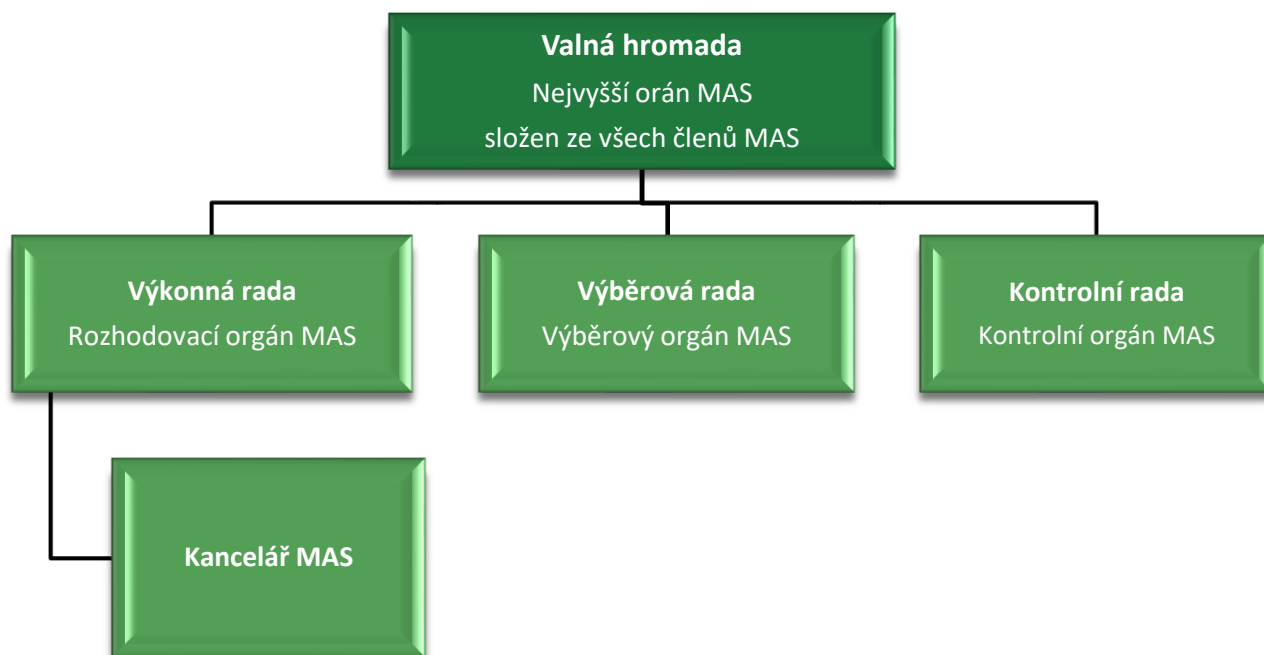 Valná hromada
Nejvyšší orán MAS
složen ze všech členů MAS
Výkonná rada
Rozhodovací orgán MAS
Výběrová rada
Výběrový orgán MAS
Kontrolní rada
Kontrolní orgán MAS
Kancelář MAS